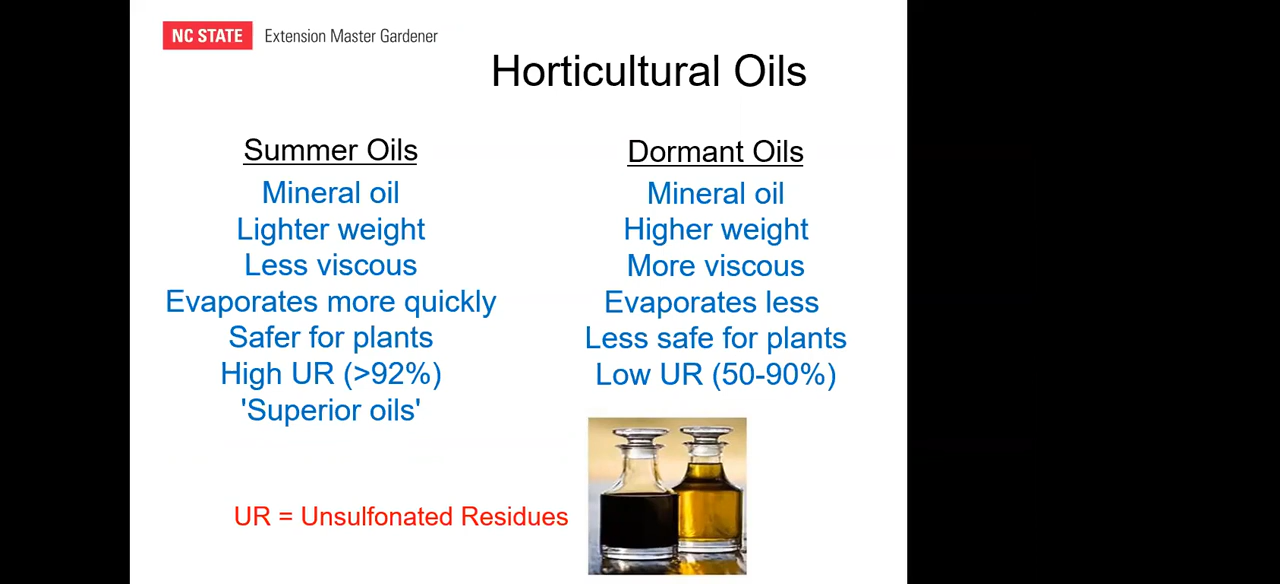 NC STATE Extension Master Gardener
Horticultural Oils
Summer Oils
Mineral oil
Lighter weight
Less viscous
Evaporates more quickly
Safer for plants
High UR (>92%)
'Superior oils'
Dormant Oils
Mineral oil
Higher weight
More viscous
Evaporates less
Less safe for plants
Low UR (50-90%)
UR = Unsulfonated Residues